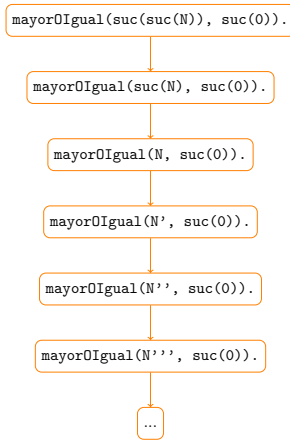 mayorOIgual(suc(suc(N)), suc(0)).
mayorOIgual(suc(N), suc(0)).
mayorOIgual(N, suc(0)).
mayorOIgual(N', suc(0)).
mayorOIgual(N'', suc(0)).
mayorOIgual(N''', suc(0)).
...